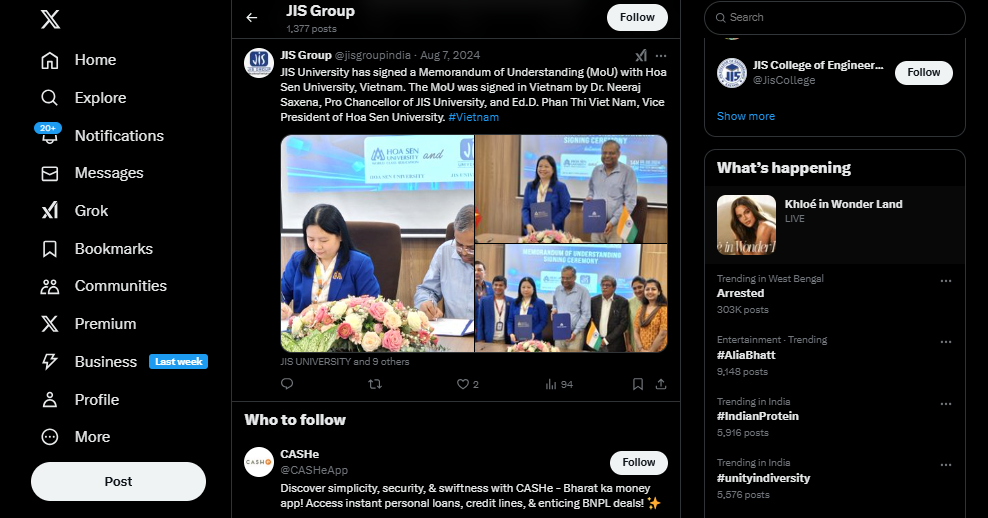 Home
Explore
20+
Notifications
Messages
Grok
Bookmarks
Communities
Premium
Business Last week
Profile
More
Post
JIS Group
1,377 posts
Follow
JIS Group @jisgroupindia · Aug 7, 2024
JIS University has signed a Memorandum of Understanding (MoU) with Hoa
Sen University, Vietnam. The MoU was signed in Vietnam by Dr. Neeraj
Saxena, Pro Chancellor of JIS University, and Ed.D. Phan Thi Viet Nam, Vice
President of Hoa Sen University. #Vietnam
HOA SEN
UNIVERSITY
and
JIS
HOA SEN UNIVERSITY
SIGNING CEREMONY
MEMORANDUM OF UNDERSTANDING
SIGNING CEREMONY
JIS UNIVERSITY and 9 others
2
94
Who to follow
CASHe
CASHe
@CASHeApp
Follow
Discover simplicity, security, & swiftness with CASHe – Bharat ka money
app! Access instant personal loans, credit lines, & enticing BNPL deals! ✨
Search
JIS College of Engineer...
@JisCollege
Follow
Show more
What's happening
Khloé in Wonder Land
LIVE
Trending in West Bengal
Arrested
303K posts
Entertainment · Trending
#AliaBhatt
9,148 posts
Trending in India
#IndianProtein
5,916 posts
Trending in India
#unityindiversity
5,576 posts